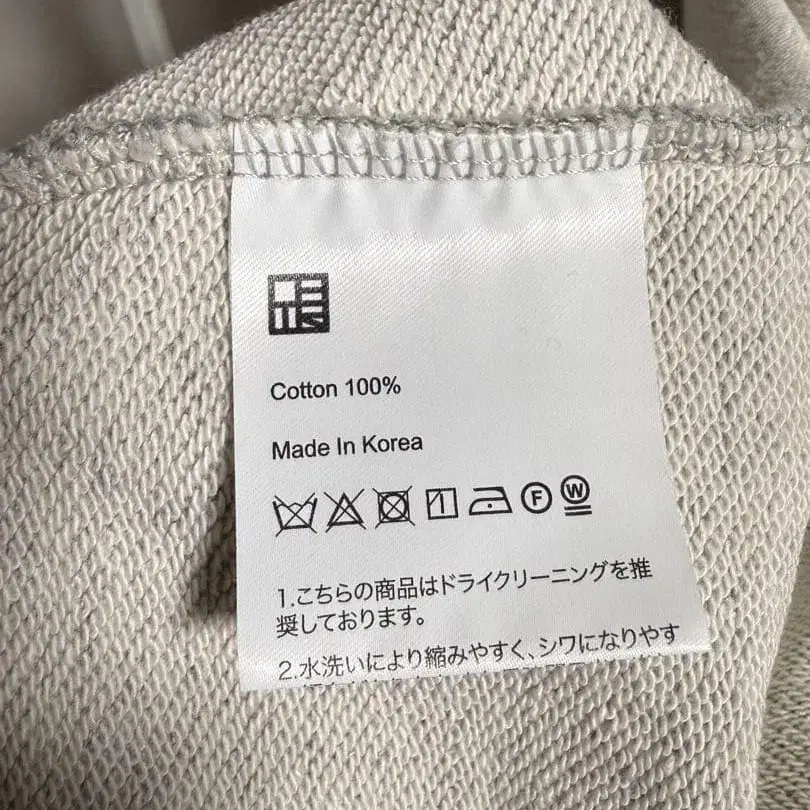 Cotton 100%
Made In Korea
F W
1.こちらの商品はドライクリーニングを推
奨しております。
2.水洗いにより縮みやすく、シワになりやす